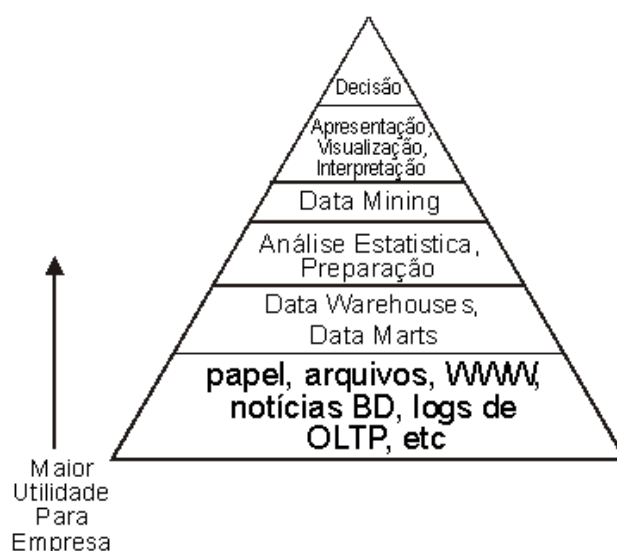 Decisão
Apresentação,
Visualização,
Interpretação
Data Mining
Análise Estatistica,
Preparação
Data Warehouses,
Data Marts
papel, arquivos, WWW,
notícias BD, logs de
OLTP, etc
Maior
Utilidade
Para
Empresa